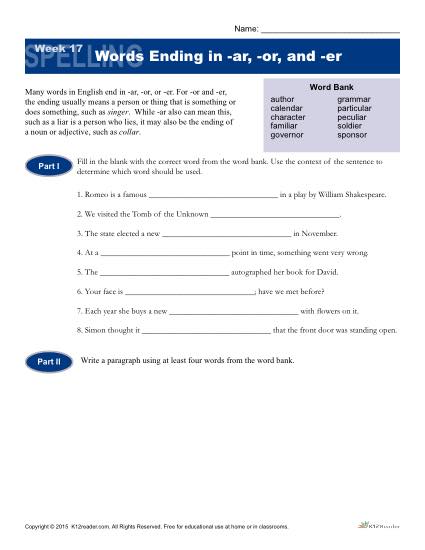 Name: ____________________
Week 17
SPELLING
Words Ending in -ar, -or, and -er
Many words in English end in -ar, -or, or -er. For -or and -er,
the ending usually means a person or thing that is something or
does something, such as singer. While -ar also can mean this,
such as a liar is a person who lies, it may also be the ending of
a noun or adjective, such as collar.
Word Bank
author grammar
calendar particular
character peculiar
familiar soldier
governor sponsor
Part I
Fill in the blank with the correct word from the word bank. Use the context of the sentence to
determine which word should be used.
1. Romeo is a famous ____________________ in a play by William Shakespeare.
2. We visited the Tomb of the Unknown ____________________.
3. The state elected a new ____________________ in November.
4. At a ____________________ point in time, something went very wrong.
5. The ____________________ autographed her book for David.
6. Your face is ____________________; have we met before?
7. Each year she buys a new ____________________ with flowers on it.
8. Simon thought it ____________________ that the front door was standing open.
Part II
Write a paragraph using at least four words from the word bank.
Copyright © 2015 K12reader.com. All Rights Reserved. Free for educational use at home or in classrooms.
K12Reader